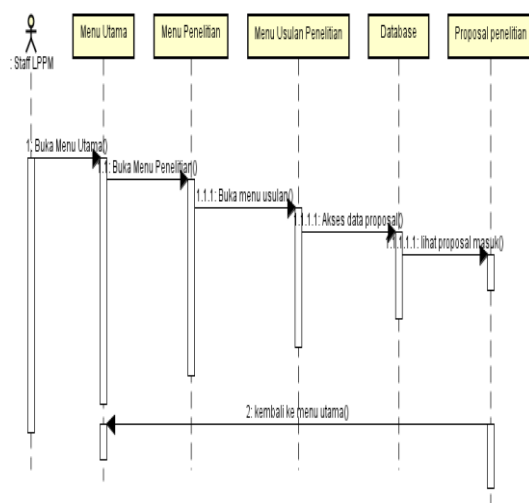 Menu Utama
Menu Penelitian
Menu Usulan Penelitian
Database
Proposal penelitian
: Staff LPPM
1: Buka Menu Utama()
1.1: Buka Menu Penelitian()
1.1.1: Buka menu usulan()
1.1.1.1: Akses data proposal()
1.1.1.1.1: lihat proposal masuk()
2: kembali ke menu utama()